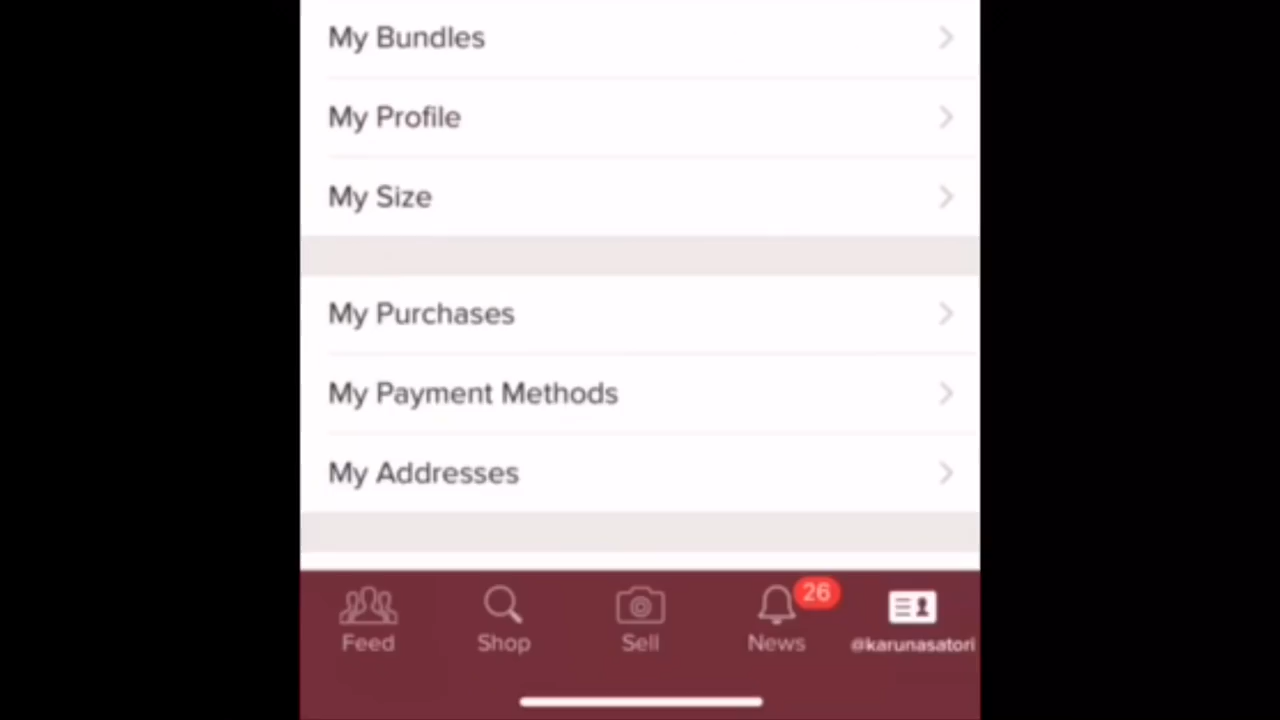 My Bundles
My Profile
My Size
My Purchases
My Payment Methods
My Addresses
26
Feed
Shop
Sell
News
@karunasatori